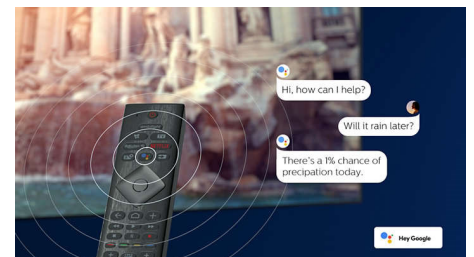 Hi, how can I help?
Will it rain later?
There's a 1% chance of
precipation today.
Hey Google